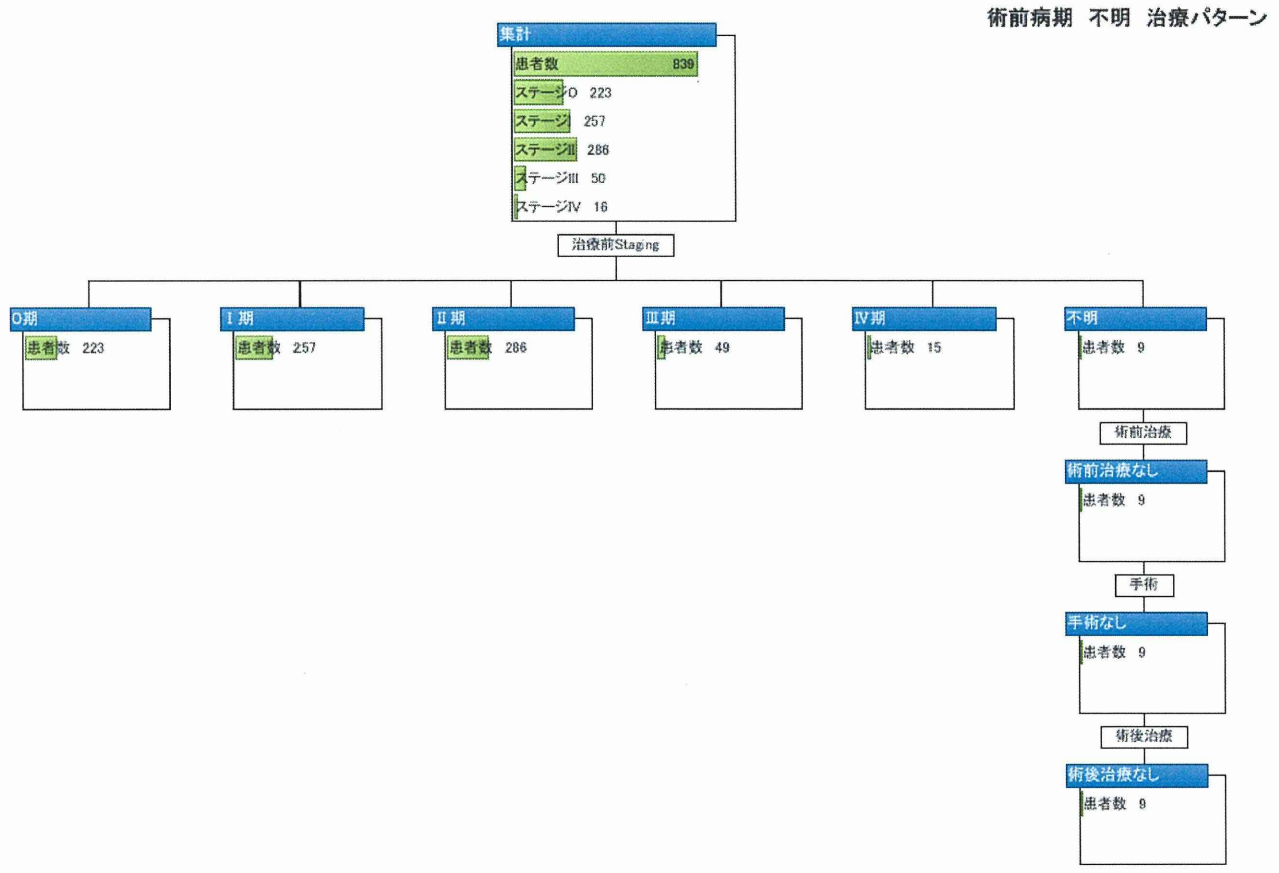 術前病期 不明 治療パターン
集計
患者数 839
ステージ0 223
ステージI 257
ステージII 286
ステージIII 50
ステージIV 16
治療前Staging
0期
患者数 223
I期
患者数 257
II期
患者数 286
III期
患者数 49
IV期
患者数 15
不明
患者数 9
術前治療
術前治療なし
患者数 9
手術
手術なし
患者数 9
術後治療
術後治療なし
患者数 9